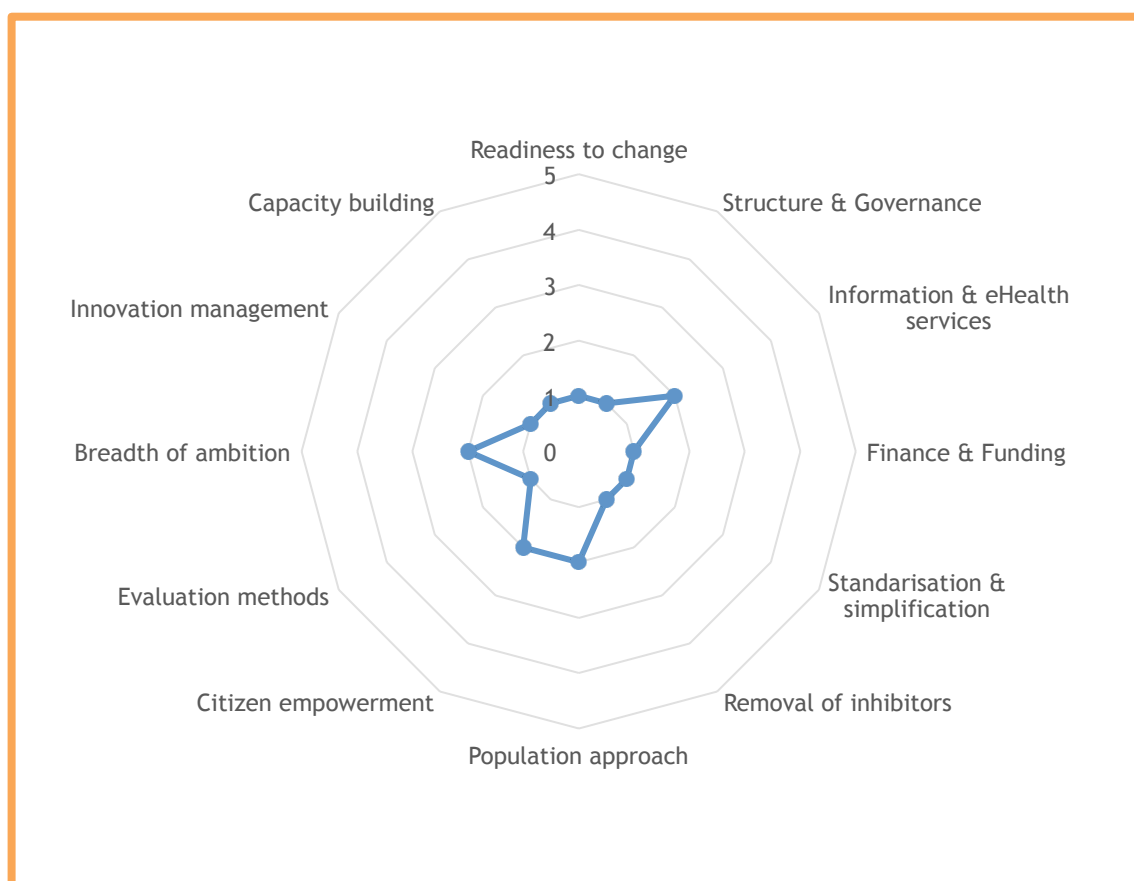 Readiness to change
5
Capacity building
Structure & Governance
4
3
Innovation management
Information & eHealth
services
2
1
Breadth of ambition
0
Finance & Funding
Evaluation methods
Standarisation &
simplification
Citizen empowerment
Removal of inhibitors
Population approach